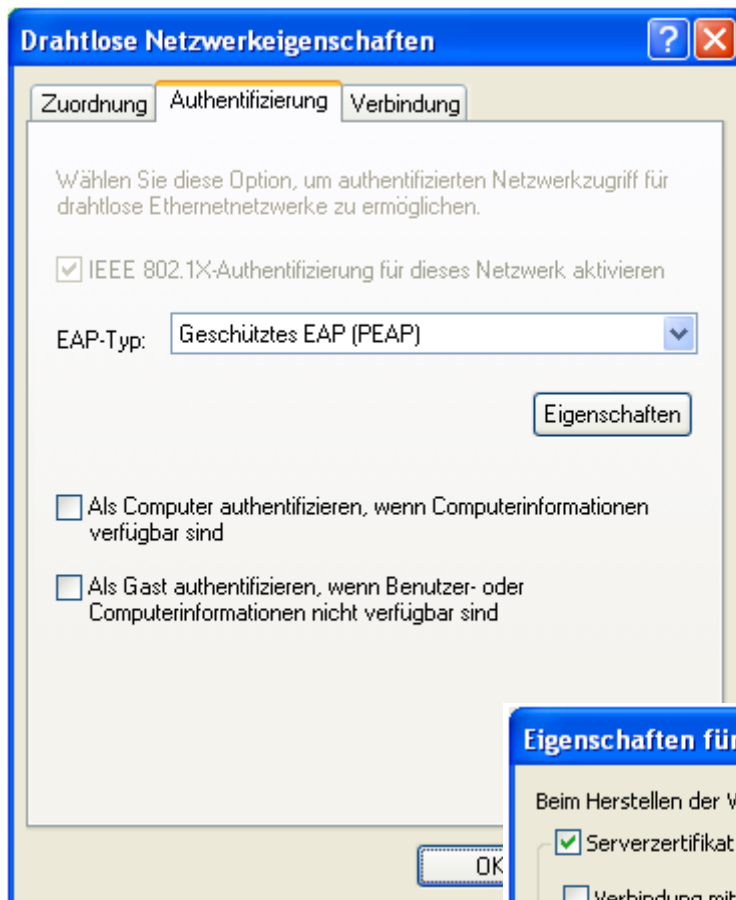 Drahtlose Netzwerkeigenschaften
Zuordnung Authentifizierung Verbindung
Wählen Sie diese Option, um authentifizierten Netzwerkzugriff für
drahtlose Ethernetnetzwerke zu ermöglichen.
IEEE 802.1X-Authentifizierung für dieses Netzwerk aktivieren
EAP-Typ: Geschütztes EAP (PEAP)
Eigenschaften
Als Computer authentifizieren, wenn Computerinformationen
verfügbar sind
Als Gast authentifizieren, wenn Benutzer- oder
Computerinformationen nicht verfügbar sind
Eigenschaften für
Beim Herstellen der
Serverzertifikat
OK
Verbindung mit